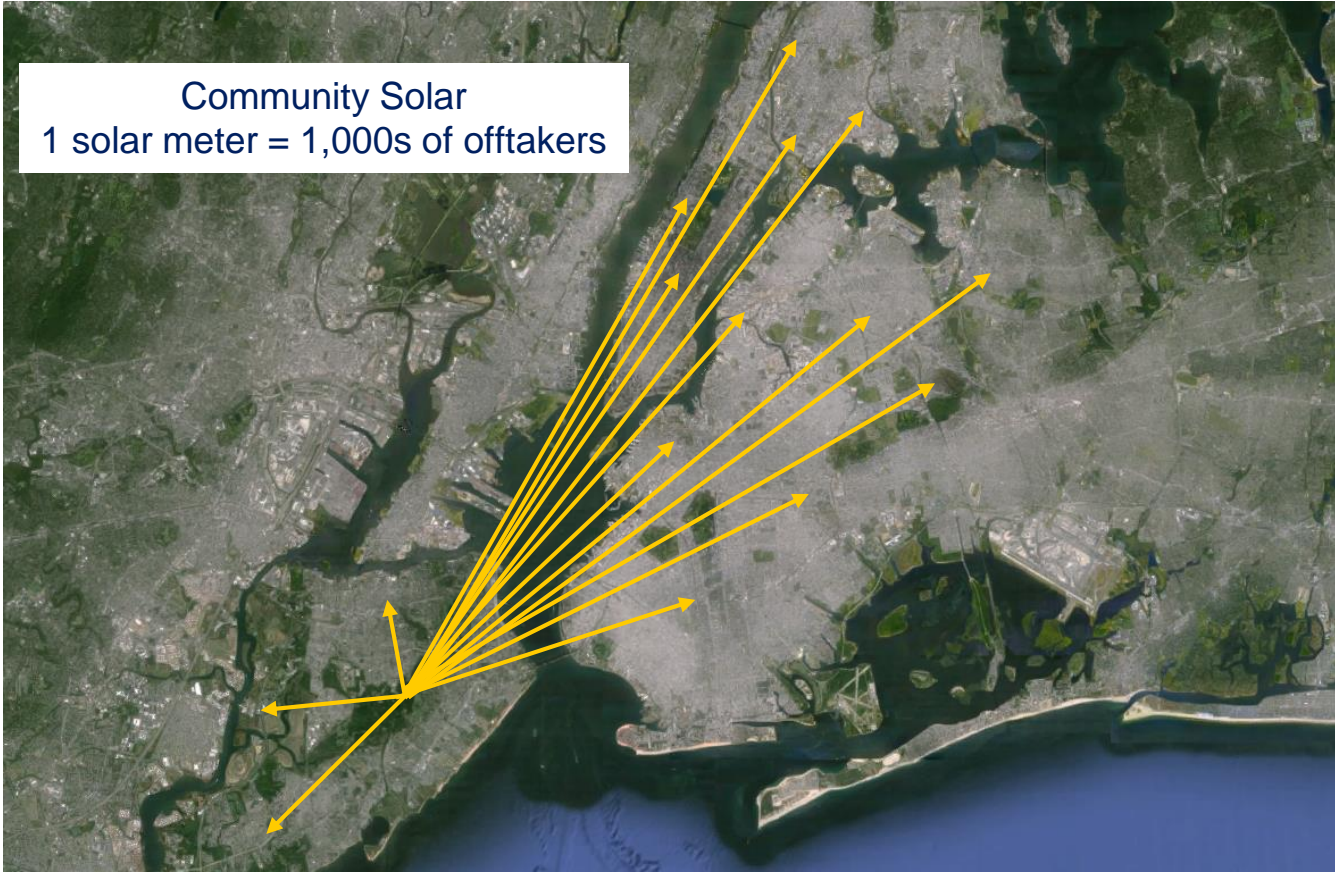 Community Solar
1 solar meter = 1,000s of offtakers